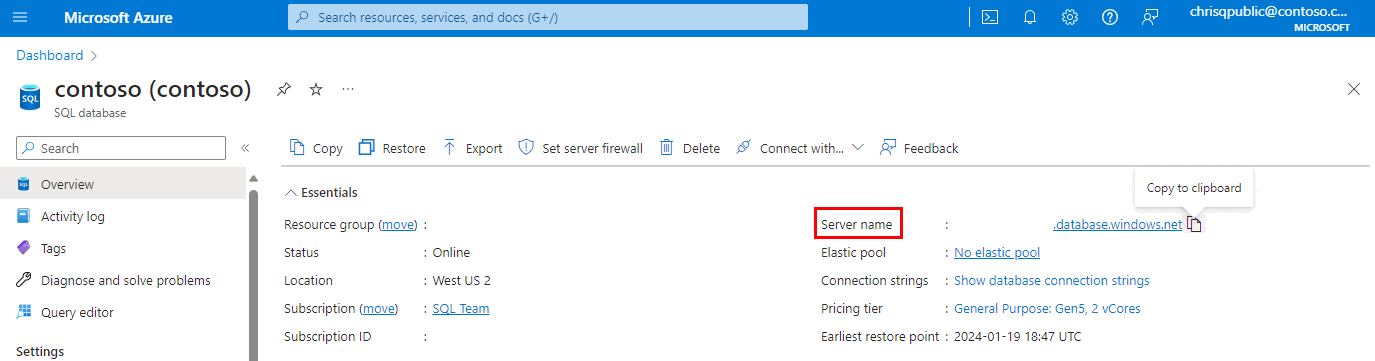 Microsoft Azure
Search resources, services, and docs (G+/)
chrisqpublic@contoso.c...
MICROSOFT
Dashboard
contoso (contoso)
SQL
SQL database
Search
Copy Restore Export Set server firewall Delete Connect with... Feedback
Overview
Activity log
Tags
Diagnose and solve problems
Query editor
Settings
Essentials
Copy to clipboard
Resource group (move) :
Server name : .database.windows.net
Status : Online
Elastic pool : No elastic pool
Location : West US 2
Connection strings : Show database connection strings
Subscription (move) : SQL Team
Pricing tier : General Purpose: Gen5, 2 vCores
Subscription ID :
Earliest restore point : 2024-01-19 18:47 UTC